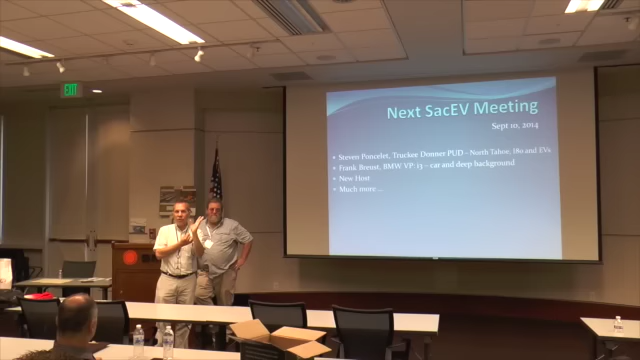 EXIT
Next SacEV Meeting
Sept 10, 2014
• Steven Poncelet, Truckee Donner PUD - North Tahoe, I80 and EVs
• Frank Breust, BMW VP: i3 – car and deep background
• New Host
• Much more...